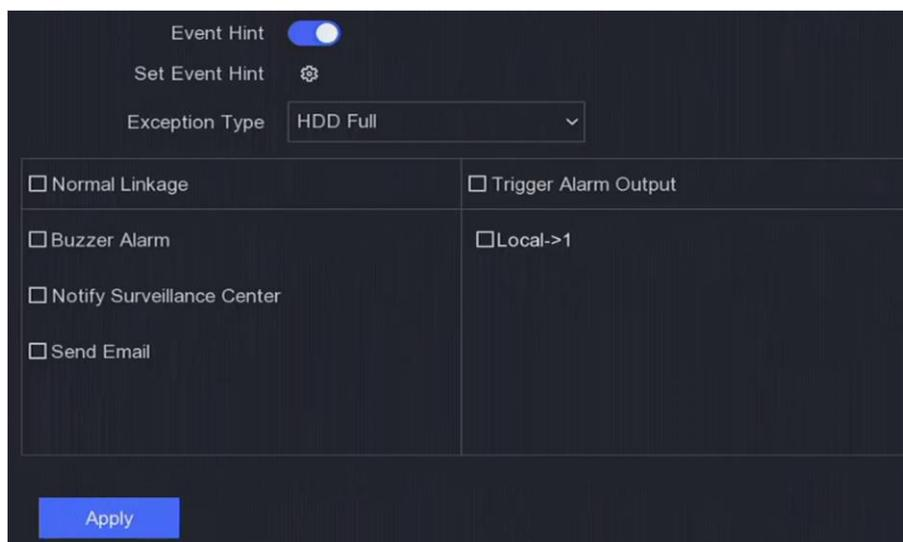 Event Hint
Set Event Hint
Exception Type HDD Full
Normal Linkage Trigger Alarm Output
Buzzer Alarm Local->1
Notify Surveillance Center
Send Email
Apply